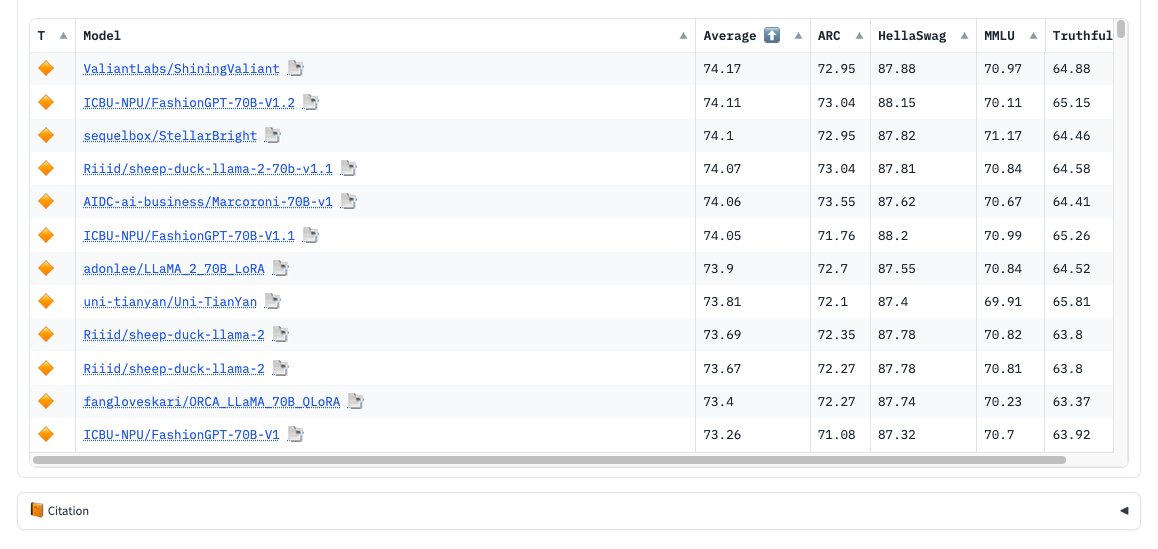 T Model Average ARC HellaSwag MMLU Truthful
ValiantLabs/ShiningValiant 74.17 72.95 87.88 70.97 64.88
ICBU-NPU/FashionGPT-70B-V1.2 74.11 73.04 88.15 70.11 65.15
sequelbox/StellarBright 74.1 72.95 87.82 71.17 64.46
Riiid/sheep-duck-llama-2-70b-v1.1 74.07 73.04 87.81 70.84 64.58
AIDC-ai-business/Marcoroni-70B-v1 74.06 73.55 87.62 70.67 64.41
ICBU-NPU/FashionGPT-70B-V1.1 74.05 71.76 88.2 70.99 65.26
adonlee/LLaMA_2_70B_LoRA 73.9 72.7 87.55 70.84 64.52
uni-tianyan/Uni-TianYan 73.81 72.1 87.4 69.91 65.81
Riiid/sheep-duck-llama-2 73.69 72.35 87.78 70.82 63.8
Riiid/sheep-duck-llama-2 73.67 72.27 87.78 70.81 63.8
fangloveskari/ORCA_LLaMA_70B_QLoRA 73.4 72.27 87.74 70.23 63.37
ICBU-NPU/FashionGPT-70B-V1 73.26 71.08 87.32 70.7 63.92
Citation